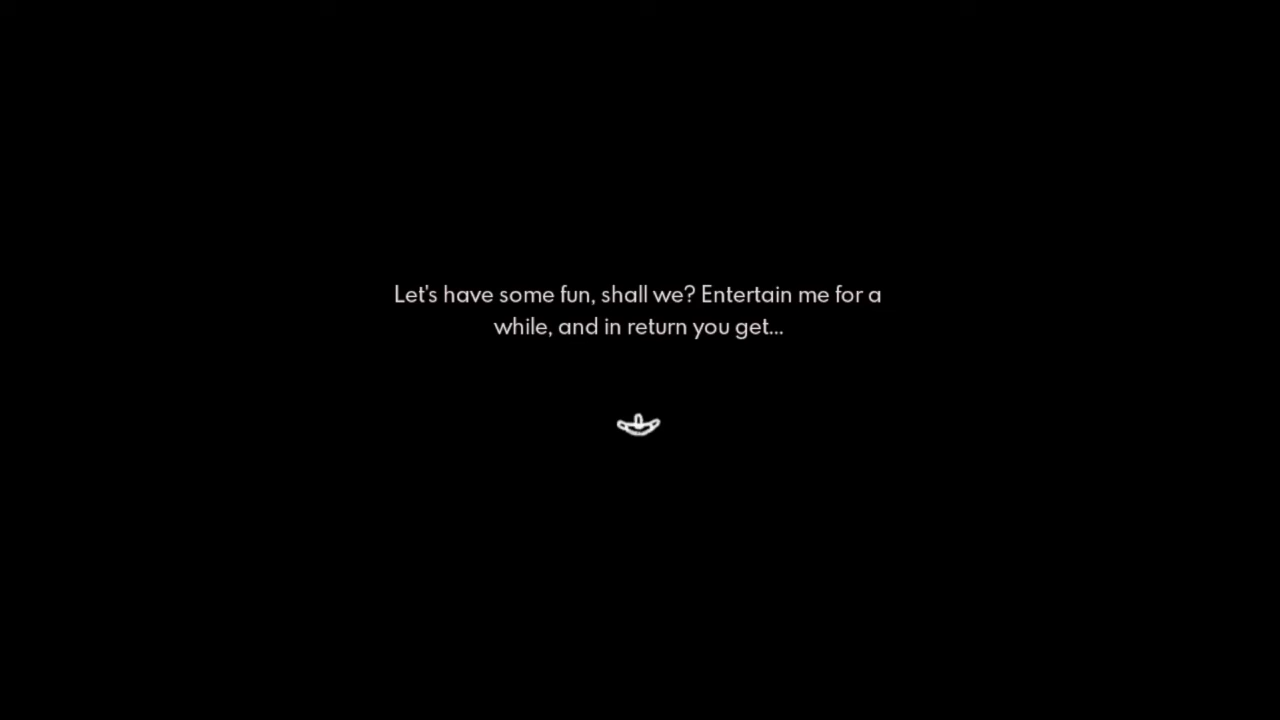 Let's have some fun, shall we? Entertain me for a
while, and in return you get...